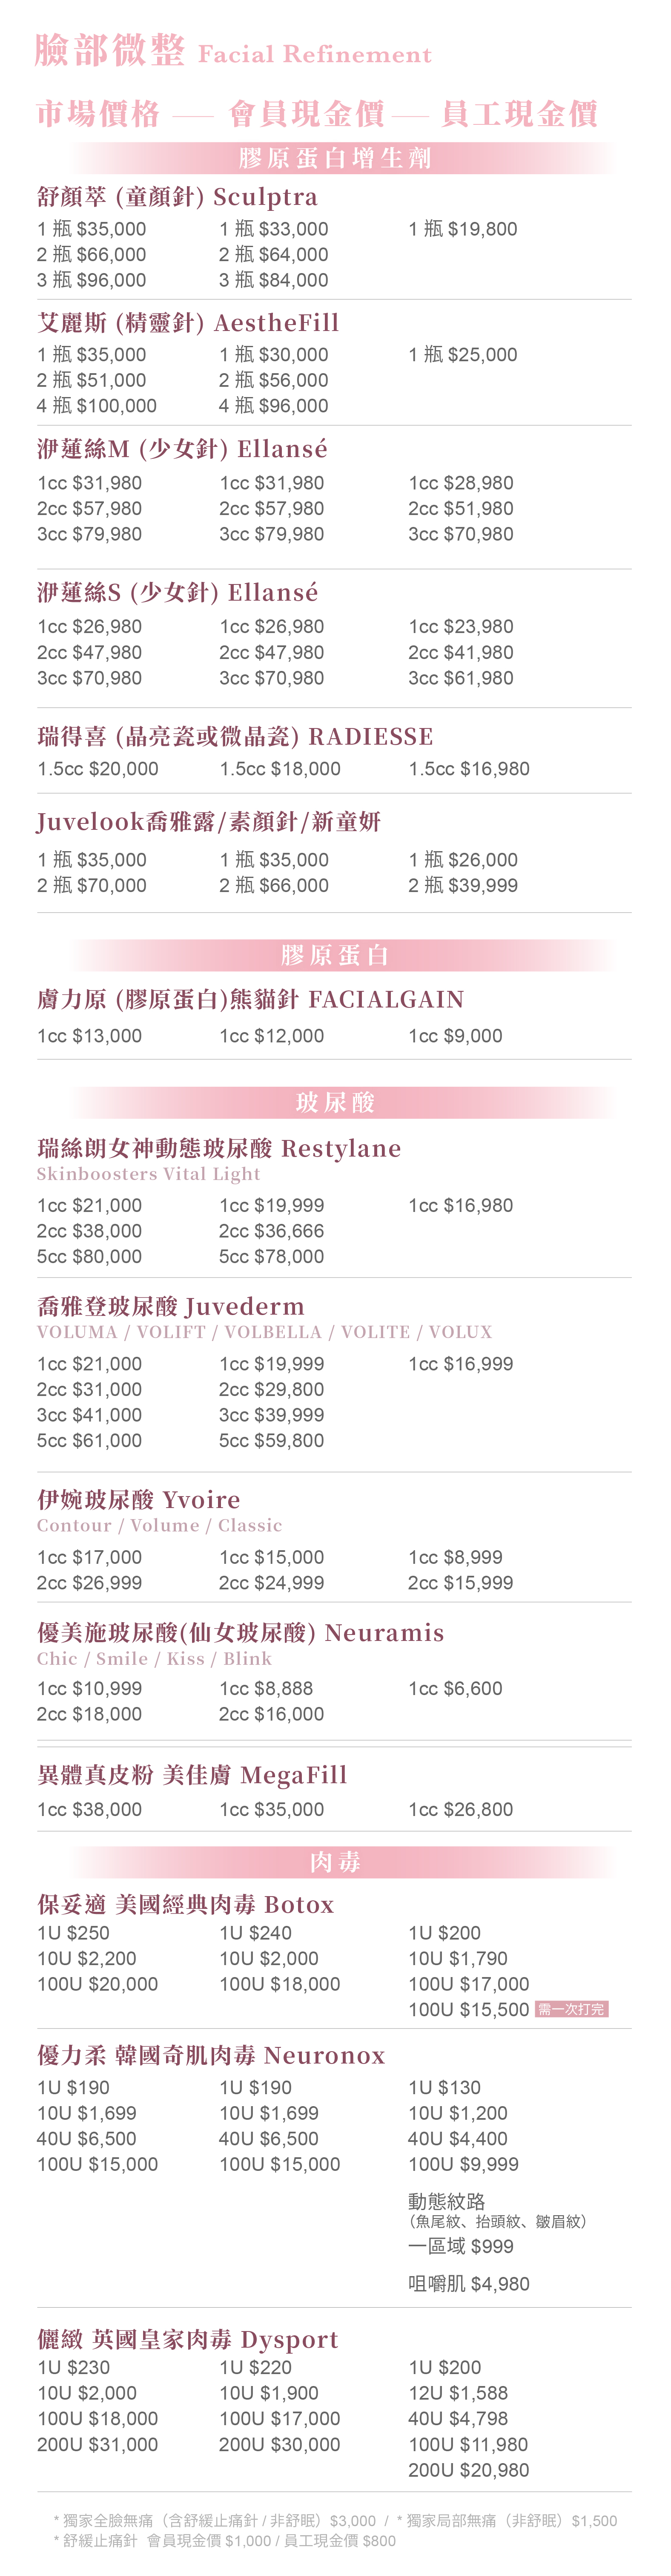 臉部微整 Facial Refinement
市場價格 —— 會員現金價 —— 員工現金價
膠原蛋白增生劑
舒顏萃 (童顏針) Sculptra
1 瓶 $35,000 1 瓶 $33,000 1 瓶 $19,800
2 瓶 $66,000 2 瓶 $64,000
3 瓶 $96,000 3 瓶 $84,000
艾麗斯 (精靈針) AestheFill
1 瓶 $35,000 1 瓶 $30,000 1 瓶 $25,000
2 瓶 $51,000 2 瓶 $56,000
4 瓶 $100,000 4 瓶 $96,000
洢蓮絲M (少女針) Ellansé
1cc $31,980 1cc $31,980 1cc $28,980
2cc $57,980 2cc $57,980 2cc $51,980
3cc $79,980 3cc $79,980 3cc $70,980
洢蓮絲S (少女針) Ellansé
1cc $26,980 1cc $26,980 1cc $23,980
2cc $47,980 2cc $47,980 2cc $41,980
3cc $70,980 3cc $70,980 3cc $61,980
瑞得喜 (晶亮瓷或微晶瓷) RADIESSE
1.5cc $20,000 1.5cc $18,000 1.5cc $16,980
Juvelook喬雅露/素顏針/新童妍
1 瓶 $35,000 1 瓶 $35,000 1 瓶 $26,000
2 瓶 $70,000 2 瓶 $66,000 2 瓶 $39,999
膠原蛋白
膚力原 (膠原蛋白)熊貓針 FACIALGAIN
1cc $13,000 1cc $12,000 1cc $9,000
玻尿酸
瑞絲朗女神動態玻尿酸 Restylane
Skinboosters Vital Light
1cc $21,000 1cc $19,999 1cc $16,980
2cc $38,000 2cc $36,666
5cc $80,000 5cc $78,000
喬雅登玻尿酸 Juvederm
VOLUMA / VOLIFT / VOLBELLA / VOLITE / VOLUX
1cc $21,000 1cc $19,999 1cc $16,999
2cc $31,000 2cc $29,800
3cc $41,000 3cc $39,999
5cc $61,000 5cc $59,800
伊婉玻尿酸 Yvoire
Contour / Volume / Classic
1cc $17,000 1cc $15,000 1cc $8,999
2cc $26,999 2cc $24,999 2cc $15,999
優美施玻尿酸(仙女玻尿酸) Neuramis
Chic / Smile / Kiss / Blink
1cc $10,999 1cc $8,888 1cc $6,600
2cc $18,000 2cc $16,000
異體真皮粉 美佳膚 MegaFill
1cc $38,000 1cc $35,000 1cc $26,800
肉毒
保妥適 美國經典肉毒 Botox
1U $250 1U $240 1U $200
10U $2,200 10U $2,000 10U $1,790
100U $20,000 100U $18,000 100U $17,000
100U $15,500 需一次打完
優力柔 韓國奇肌肉毒 Neuronox
1U $190 1U $190 1U $130
10U $1,699 10U $1,699 10U $1,200
40U $6,500 40U $6,500 40U $4,400
100U $15,000 100U $15,000 100U $9,999
動態紋路
（魚尾紋、抬頭紋、皺眉紋）
一區域 $999
咀嚼肌 $4,980
儷緻 英國皇家肉毒 Dysport
1U $230 1U $220 1U $200
10U $2,000 10U $1,900 12U $1,588
100U $18,000 100U $17,000 40U $4,798
200U $31,000 200U $30,000 100U $11,980
200U $20,980
* 獨家全臉無痛（含舒緩止痛針 / 非舒眠）$3,000 / * 獨家局部無痛（非舒眠）$1,500
* 舒緩止痛針 會員現金價 $1,000 / 員工現金價 $800